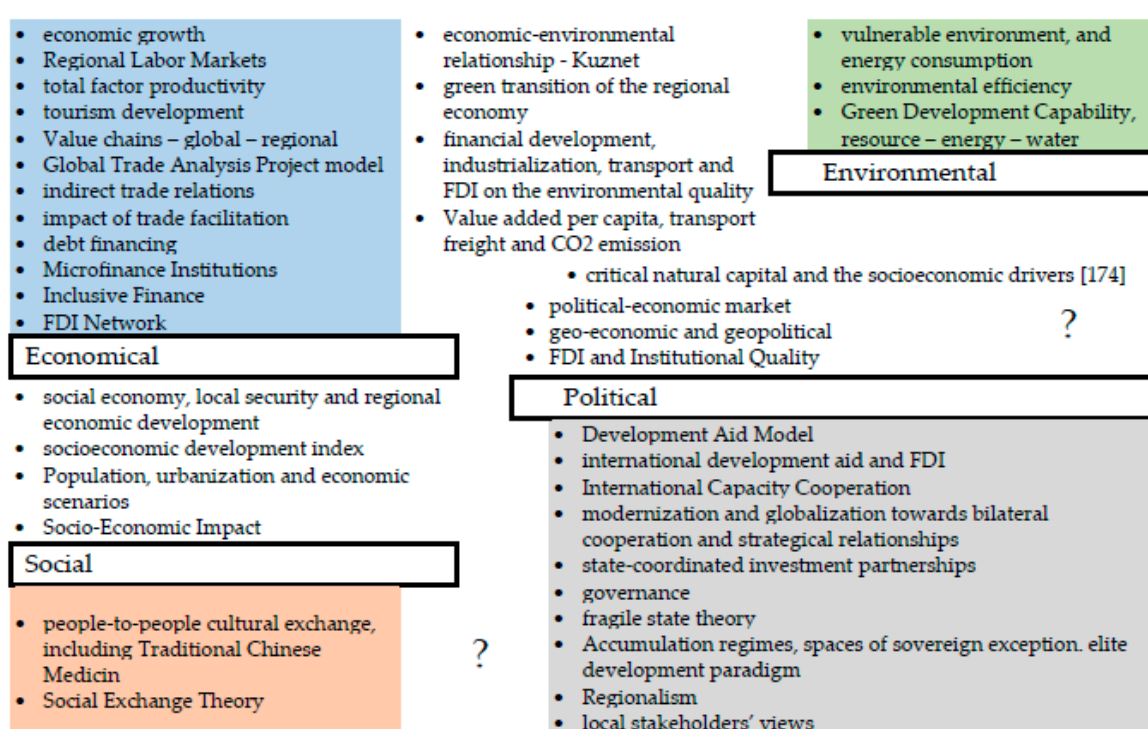 • economic growth
• Regional Labor Markets
• total factor productivity
• tourism development
• Value chains – global – regional
• Global Trade Analysis Project model
• indirect trade relations
• impact of trade facilitation
• debt financing
• Microfinance Institutions
• Inclusive Finance
• FDI Network
Economical
• social economy, local security and regional
economic development
• socioeconomic development index
• Population, urbanization and economic
scenarios
• Socio-Economic Impact
Social
• people-to-people cultural exchange,
including Traditional Chinese
Medicin
• Social Exchange Theory
• economic-environmental
relationship - Kuznet
• green transition of the regional
economy
• financial development,
industrialization, transport and
FDI on the environmental quality
• Value added per capita, transport
freight and CO2 emission
• vulnerable environment, and
energy consumption
• environmental efficiency
• Green Development Capability,
resource – energy – water
Environmental
• critical natural capital and the socioeconomic drivers [174]
• political-economic market
• geo-economic and geopolitical
• FDI and Institutional Quality
?
Political
• Development Aid Model
• international development aid and FDI
• International Capacity Cooperation
• modernization and globalization towards bilateral
cooperation and strategical relationships
• state-coordinated investment partnerships
• governance
• fragile state theory
• Accumulation regimes, spaces of sovereign exception. elite
development paradigm
• Regionalism
• local stakeholders' views
?